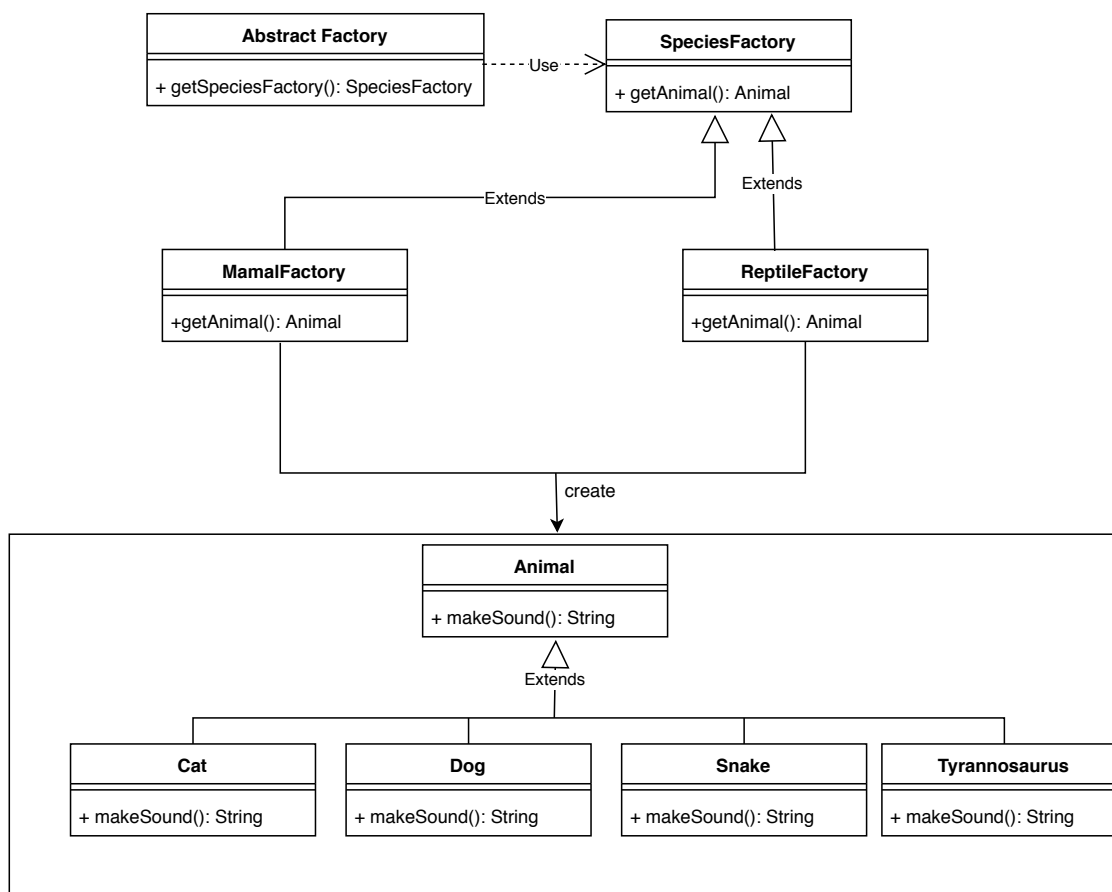 Abstract Factory
+ getSpeciesFactory(): SpeciesFactory
Use
SpeciesFactory
+ getAnimal(): Animal
Extends
Extends
MamalFactory
+getAnimal(): Animal
ReptileFactory
+getAnimal(): Animal
create
Animal
+ makeSound(): String
Extends
Cat
+ makeSound(): String
Dog
+ makeSound(): String
Snake
+ makeSound(): String
Tyrannosaurus
+ makeSound(): String